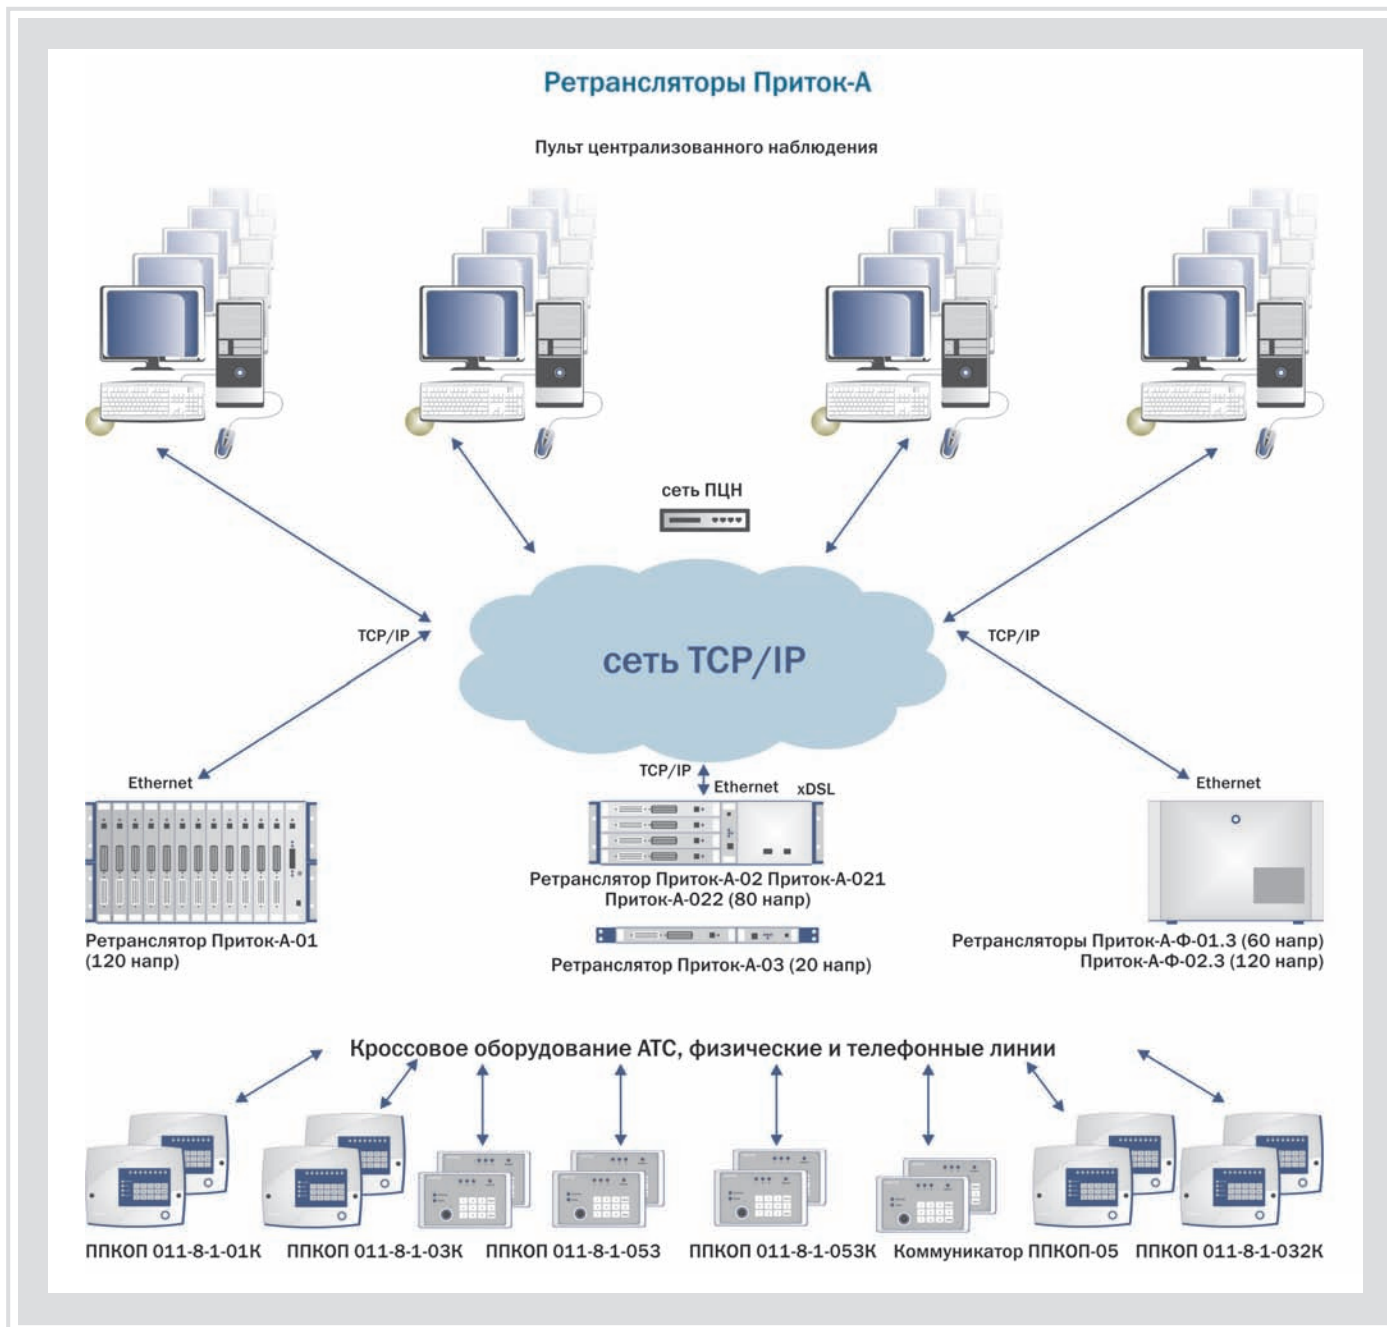 Ретрансляторы Приток-А
Пульт централизованного наблюдения
сеть ПЦН
TCP/IP
TCP/IP
сеть TCP/IP
TCP/IP
Ethernet
Ethernet
xDSL
Ethernet
Ретранслятор Приток-А-01
(120 напр)
Ретранслятор Приток-А-02 Приток-А-021
Приток-А-022 (80 напр)
Ретранслятор Приток-А-03 (20 напр)
Ретрансляторы Приток-А-Ф-01.3 (60 напр)
Приток-А-Ф-02.3 (120 напр)
Кроссовое оборудование АТС, физические и телефонные линии
ППКОП 011-8-1-01К
ППКОП 011-8-1-03К
ППКОП 011-8-1-053
ППКОП 011-8-1-053К
Коммуникатор ППКОП-05
ППКОП 011-8-1-032К